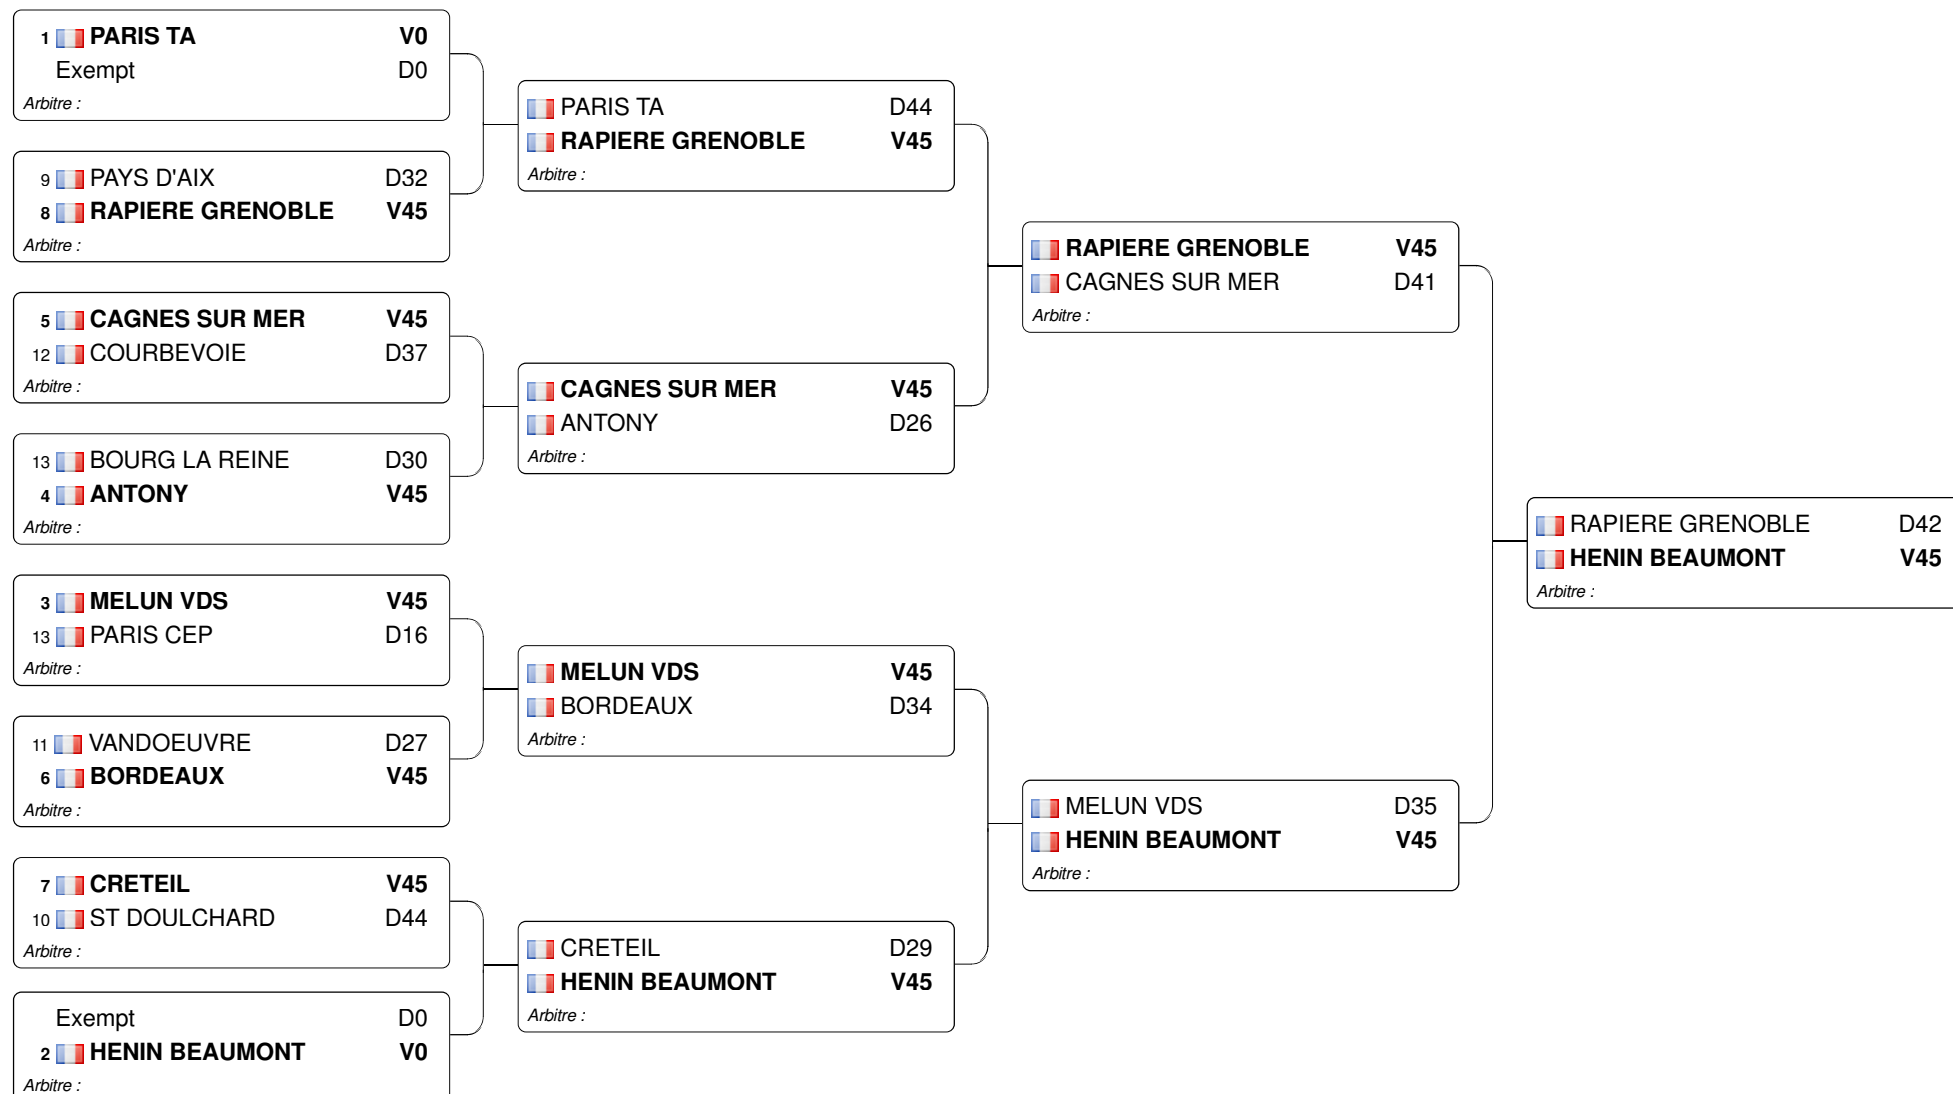 1 PARIS TA V0
Exempt D0
Arbitre :
9 PAYS D'AIX D32
8 RAPIERE GRENOBLE V45
Arbitre :
5 CAGNES SUR MER V45
12 COURBEVOIE D37
Arbitre :
13 BOURG LA REINE D30
4 ANTONY V45
Arbitre :
3 MELUN VDS V45
13 PARIS CEP D16
Arbitre :
11 VANDOEUVRE D27
6 BORDEAUX V45
Arbitre :
7 CRETEIL V45
10 ST DOULCHARD D44
Arbitre :
Exempt D0
2 HENIN BEAUMONT V0
Arbitre :
PARIS TA D44
RAPIERE GRENOBLE V45
Arbitre :
CAGNES SUR MER V45
ANTONY D26
Arbitre :
MELUN VDS V45
BORDEAUX D34
Arbitre :
CRETEIL D29
HENIN BEAUMONT V45
Arbitre :
RAPIERE GRENOBLE V45
CAGNES SUR MER D41
Arbitre :
MELUN VDS D35
HENIN BEAUMONT V45
Arbitre :
RAPIERE GRENOBLE D42
HENIN BEAUMONT V45
Arbitre :